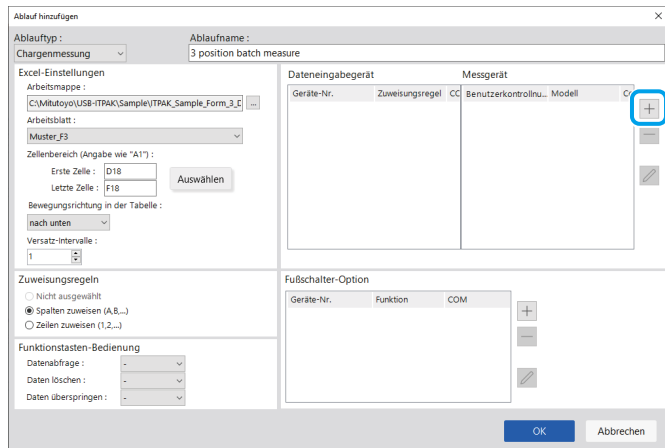 Ablauf hinzufügen
Ablauftyp :
Ablaufname :
Chargenmessung
3 position batch measure
Excel-Einstellungen
Arbeitsmappe :
C:\Mitutoyo\USB-ITPAK\Sample\ITPAK_Sample_Form_3_D
...
Arbeitsblatt :
Muster_F3
Zellenbereich (Angabe wie "A1") :
Erste Zelle : D18
Letzte Zelle : F18
Auswählen
Bewegungsrichtung in der Tabelle :
nach unten
Versatz-Intervalle :
1
Zuweisungsregeln
Nicht ausgewählt
Spalten zuweisen (A,B,...)
Zeilen zuweisen (1,2,...)
Funktionstasten-Bedienung
Datenabfrage : -
Daten löschen : -
Daten überspringen : -
Dateneingabegerät
Messgerät
Geräte-Nr. Zuweisungsregel CC Benutzerkontrollnu... Modell
Fußschalter-Option
Geräte-Nr. Funktion COM
OK
Abbrechen